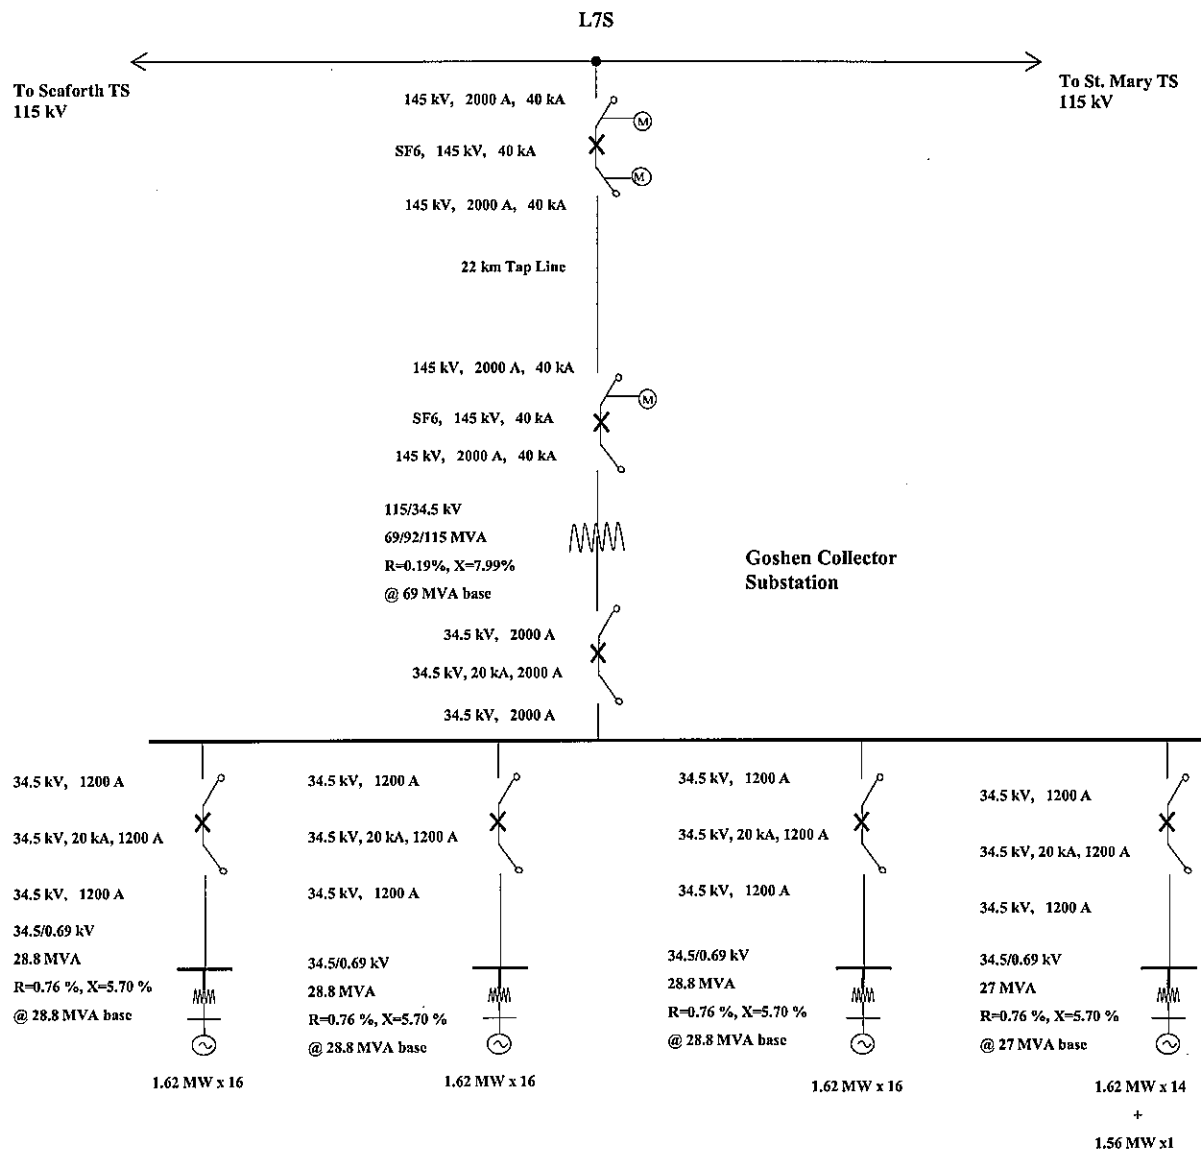 L7S
To Seaforth TS
115 kV
To St. Mary TS
115 kV
145 kV, 2000 A, 40 kA
M
SF6, 145 kV, 40 kA
M
145 kV, 2000 A, 40 kA
22 km Tap Line
145 kV, 2000 A, 40 kA
M
SF6, 145 kV, 40 kA
145 kV, 2000 A, 40 kA
115/34.5 kV
69/92/115 MVA
R=0.19%, X=7.99%
@ 69 MVA base
Goshen Collector
Substation
34.5 kV, 2000 A
34.5 kV, 20 kA, 2000 A
34.5 kV, 2000 A
34.5 kV, 1200 A
34.5 kV, 20 kA, 1200 A
34.5 kV, 1200 A
34.5/0.69 kV
28.8 MVA
R=0.76 %, X=5.70 %
@ 28.8 MVA base
1.62 MW x 16
34.5 kV, 1200 A
34.5 kV, 20 kA, 1200 A
34.5 kV, 1200 A
34.5/0.69 kV
28.8 MVA
R=0.76 %, X=5.70 %
@ 28.8 MVA base
1.62 MW x 16
34.5 kV, 1200 A
34.5 kV, 20 kA, 1200 A
34.5 kV, 1200 A
34.5/0.69 kV
28.8 MVA
R=0.76 %, X=5.70 %
@ 28.8 MVA base
1.62 MW x 16
34.5 kV, 1200 A
34.5 kV, 20 kA, 1200 A
34.5 kV, 1200 A
34.5/0.69 kV
27 MVA
R=0.76 %, X=5.70 %
@ 27 MVA base
1.62 MW x 14
+
1.56 MW x1